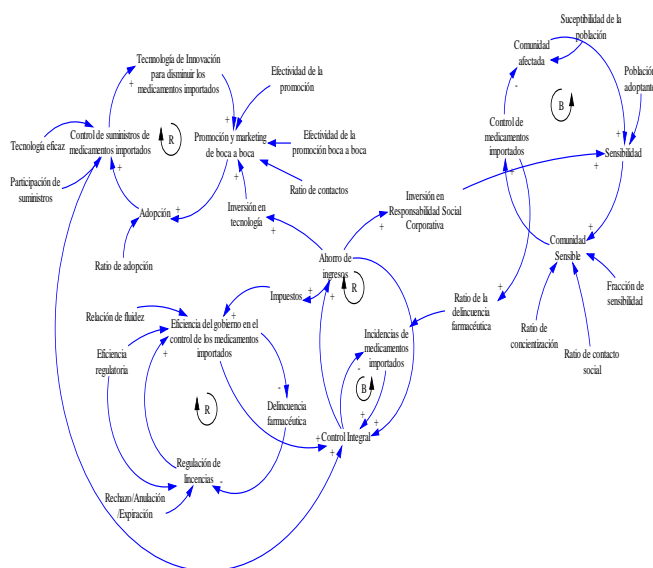 Suceptibilidad de la
población
Comunidad
afectada
Población
adoptante
Tecnnología de Innovación
para disminuir los
medicamentos importados
Efectividad de la
promoción
-
+
B
+
+
Tecnología eficaz
Control de suministros de
medicamentos importados
R
Promoción y marketing
de boca a boca
Efectividad de la
promoción boca a boca
Control de
medicamentos
importados
+
Sensibilidad
+
Participación de
suministros
+
+
+
Ratio de contactos
Inversión en
Responsabilidad Social
Corporativa
Adopción
+
Inversión en
tecnología
+
+
+
Comunidad
Sensible
Ratio de adopción
Ahorro de
ingresos
Impuestos
+
+
+
R
Fracción de
sensibilidad
Ratio de la
delincuencia
farmacéutica
+
Relación de fluidez
+
Eficiencia del gobierno en el
control de los medicamentos
importados
Incidencias de
medicamentos
importados
Ratio de
concientización
Ratio de contacto
social
Eficiencia
regulatoria
+
-
B
-
R
Delincuencia
farmacéutica
+
+
+
Control Integral
+
+
Regulación de
lincencias
-
Rechazo/Anulación
/Expiración